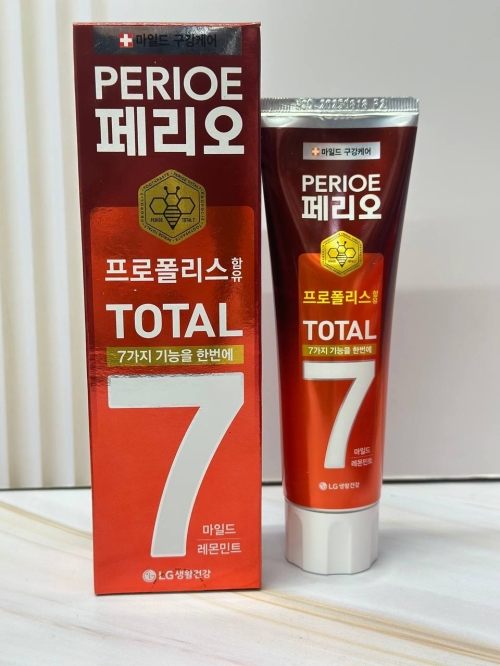 마일드 구강케어
PERIOE
페리오
PERIOE TOTAL 7
프로폴리스 함유
TOTAL
7가지 기능을 한번에
7
마일드
레몬민트
LG생활건강
마일드 구강케어
PERIOE
페리오
프로폴리스 함유
TOTAL
7가지 기능을 한번에
7
마일드
레몬민트
LG생활건강